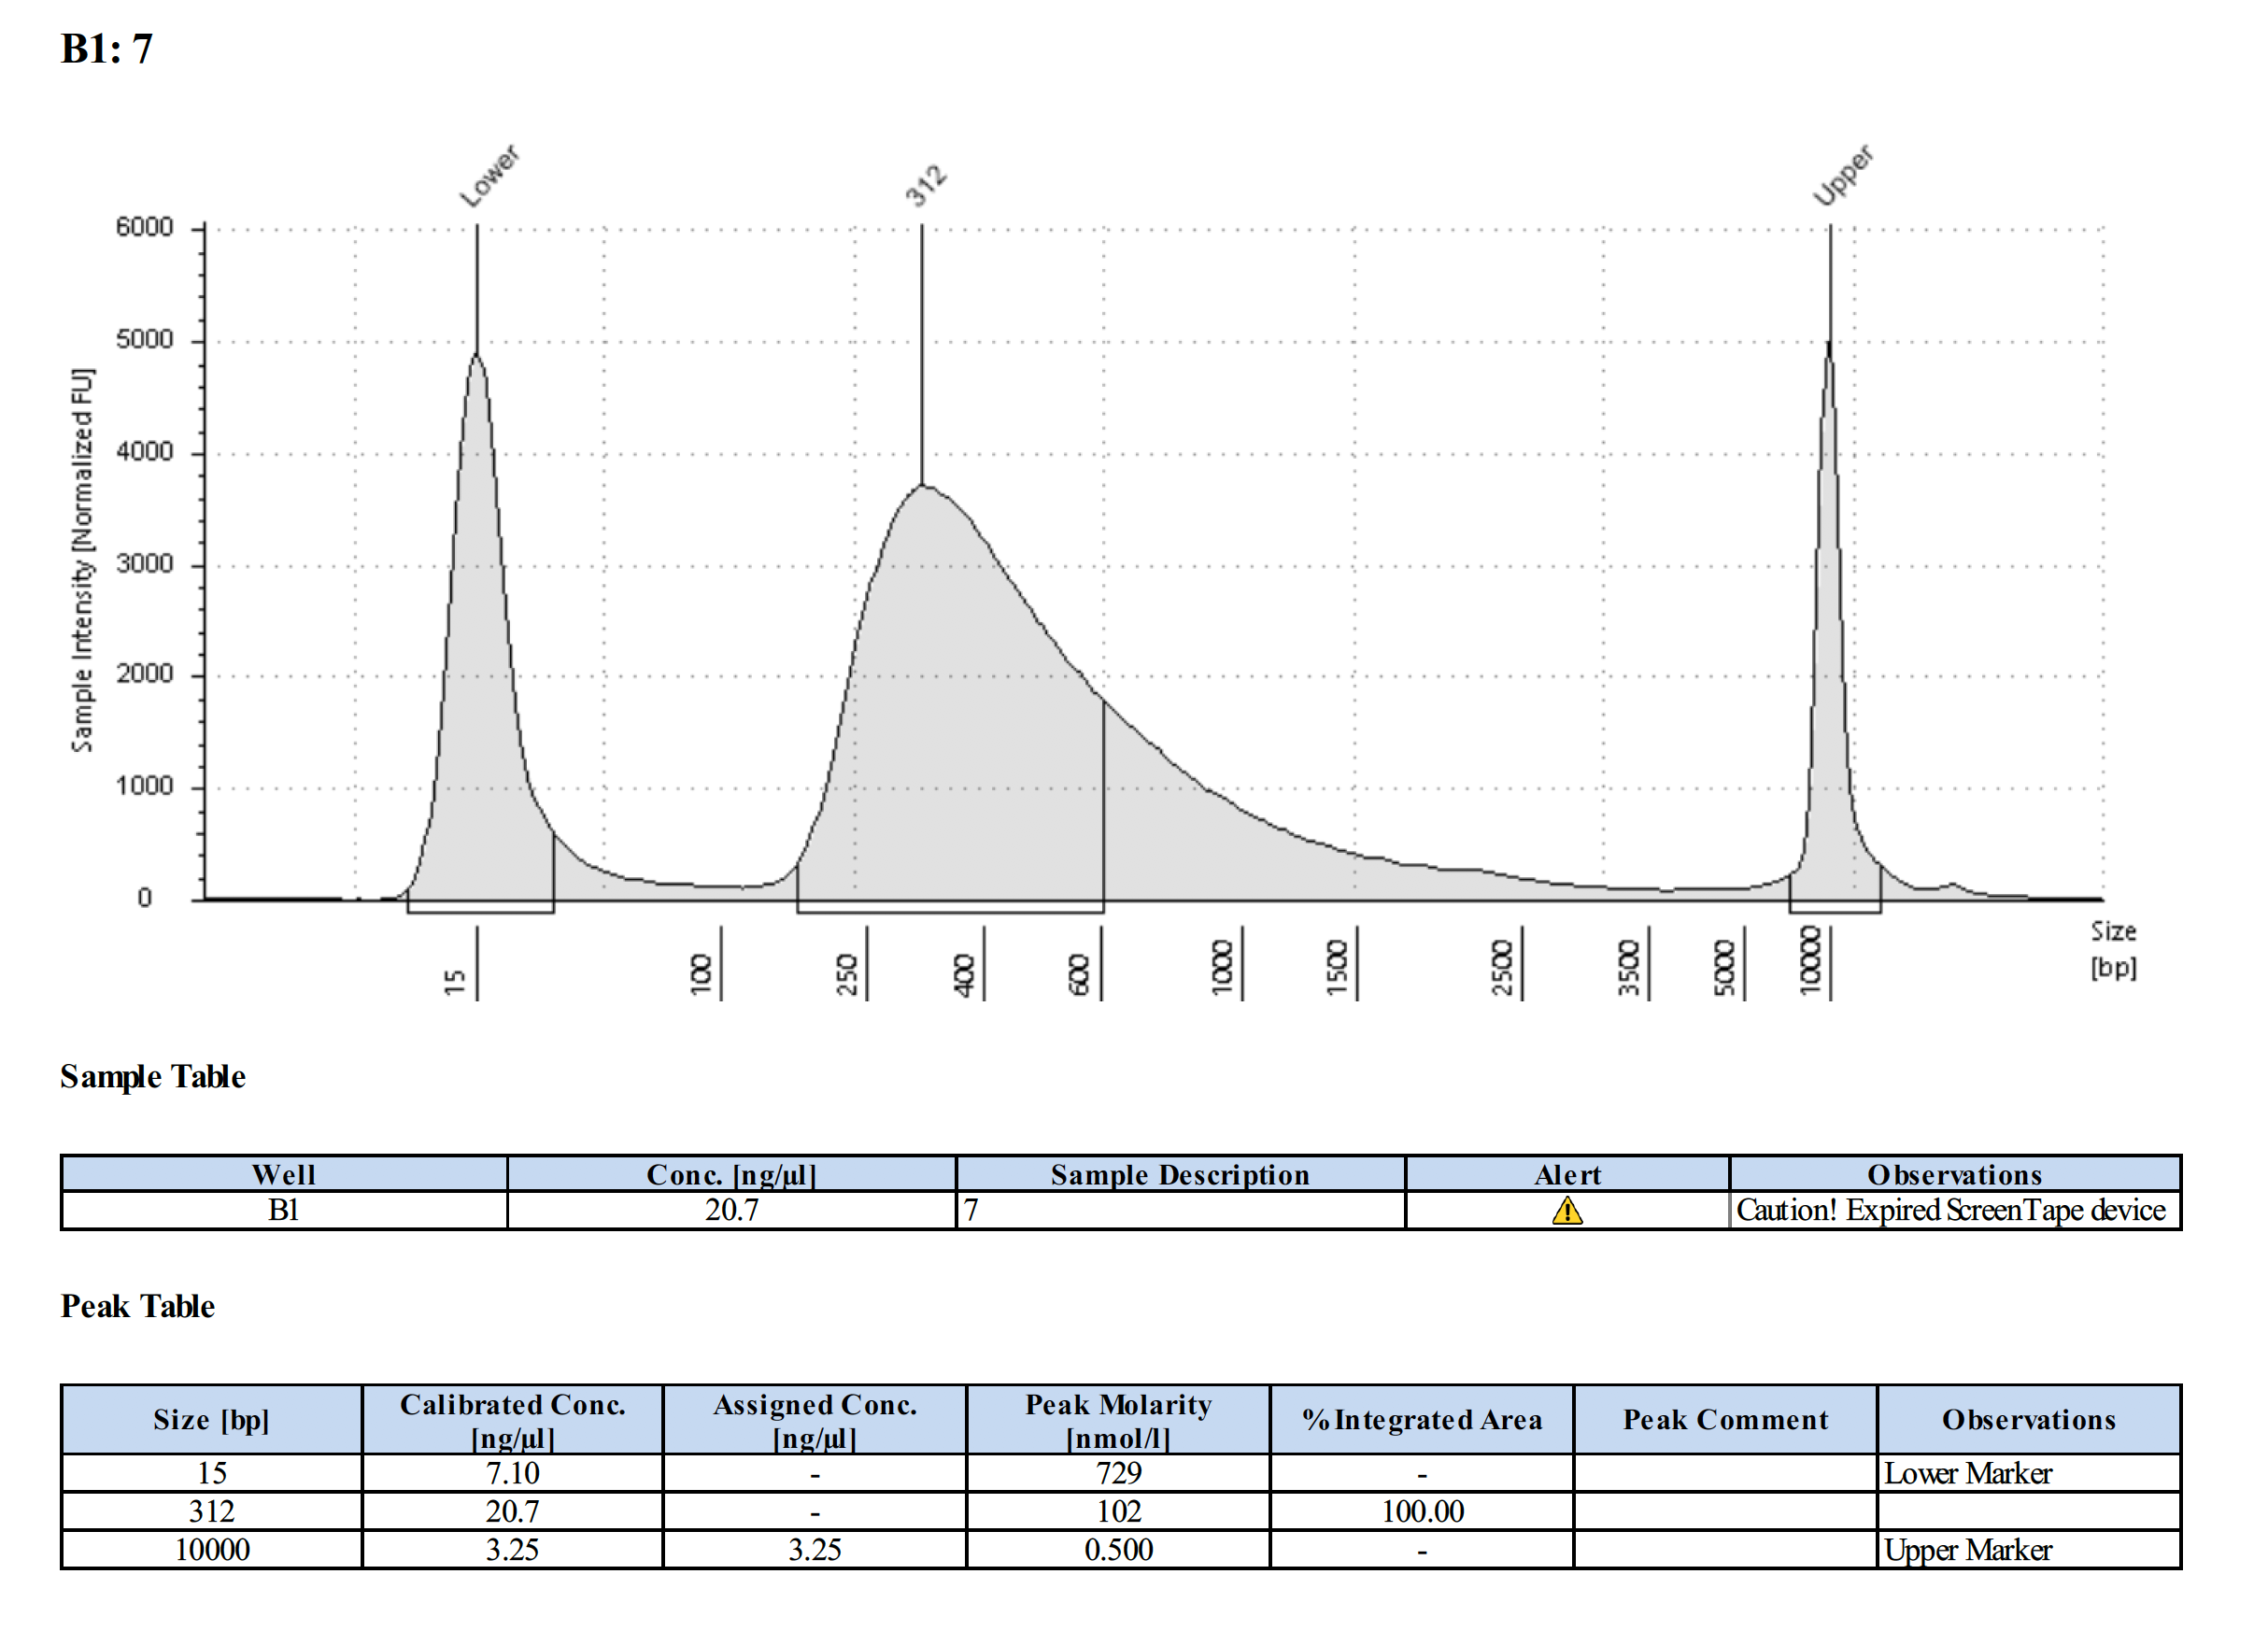 B1: 7
Lower
312
Upper
6000
5000
4000
3000
2000
1000
0
Sample Intensity [Normalized FU]
15
100
250
400
600
1000
1500
2500
3500
5000
10000
Size
[bp]
Sample Table
Well Conc. [ng/µl] Sample Description Alert Observations
B1 20.7 7 Caution! Expired ScreenTape device
Peak Table
Size [bp] Calibrated Conc. [ng/µl] Assigned Conc. [ng/µl] Peak Molarity [nmol/l] % Integrated Area Peak Comment Observations
15 7.10 - 729 - Lower Marker
312 20.7 - 102 100.00
10000 3.25 3.25 0.500 - Upper Marker